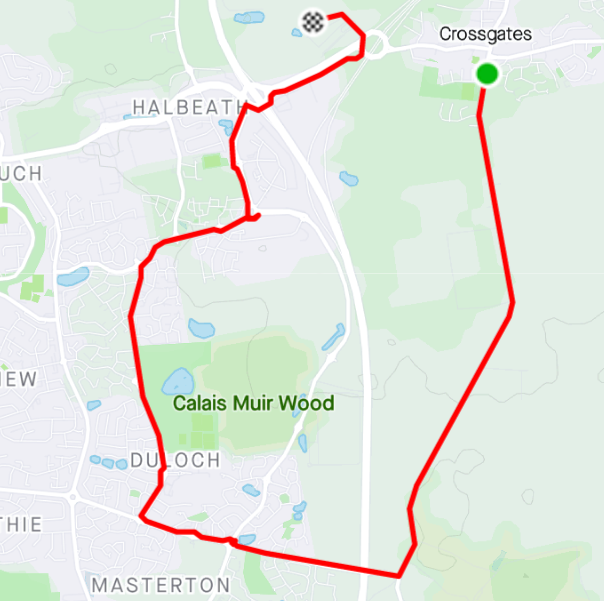 Crossgates
HALBEATH
UCH
IEW
Calais Muir Wood
DULOCH
THIE
MASTERTON